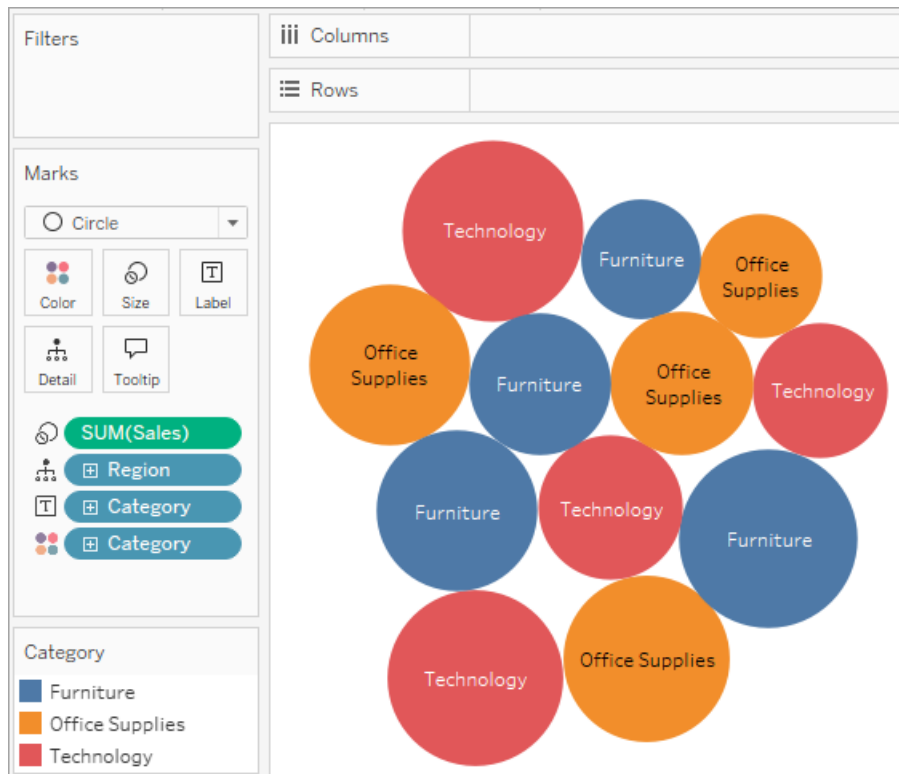 Filters
Columns
Rows
Marks
Circle
Color
Size
T
Label
Detail
Tooltip
SUM(Sales)
Region
T
Category
Category
Category
Furniture
Office Supplies
Technology
Technology
Furniture
Office
Supplies
Office
Supplies
Furniture
Office
Supplies
Technology
Furniture
Technology
Furniture
Technology
Office Supplies